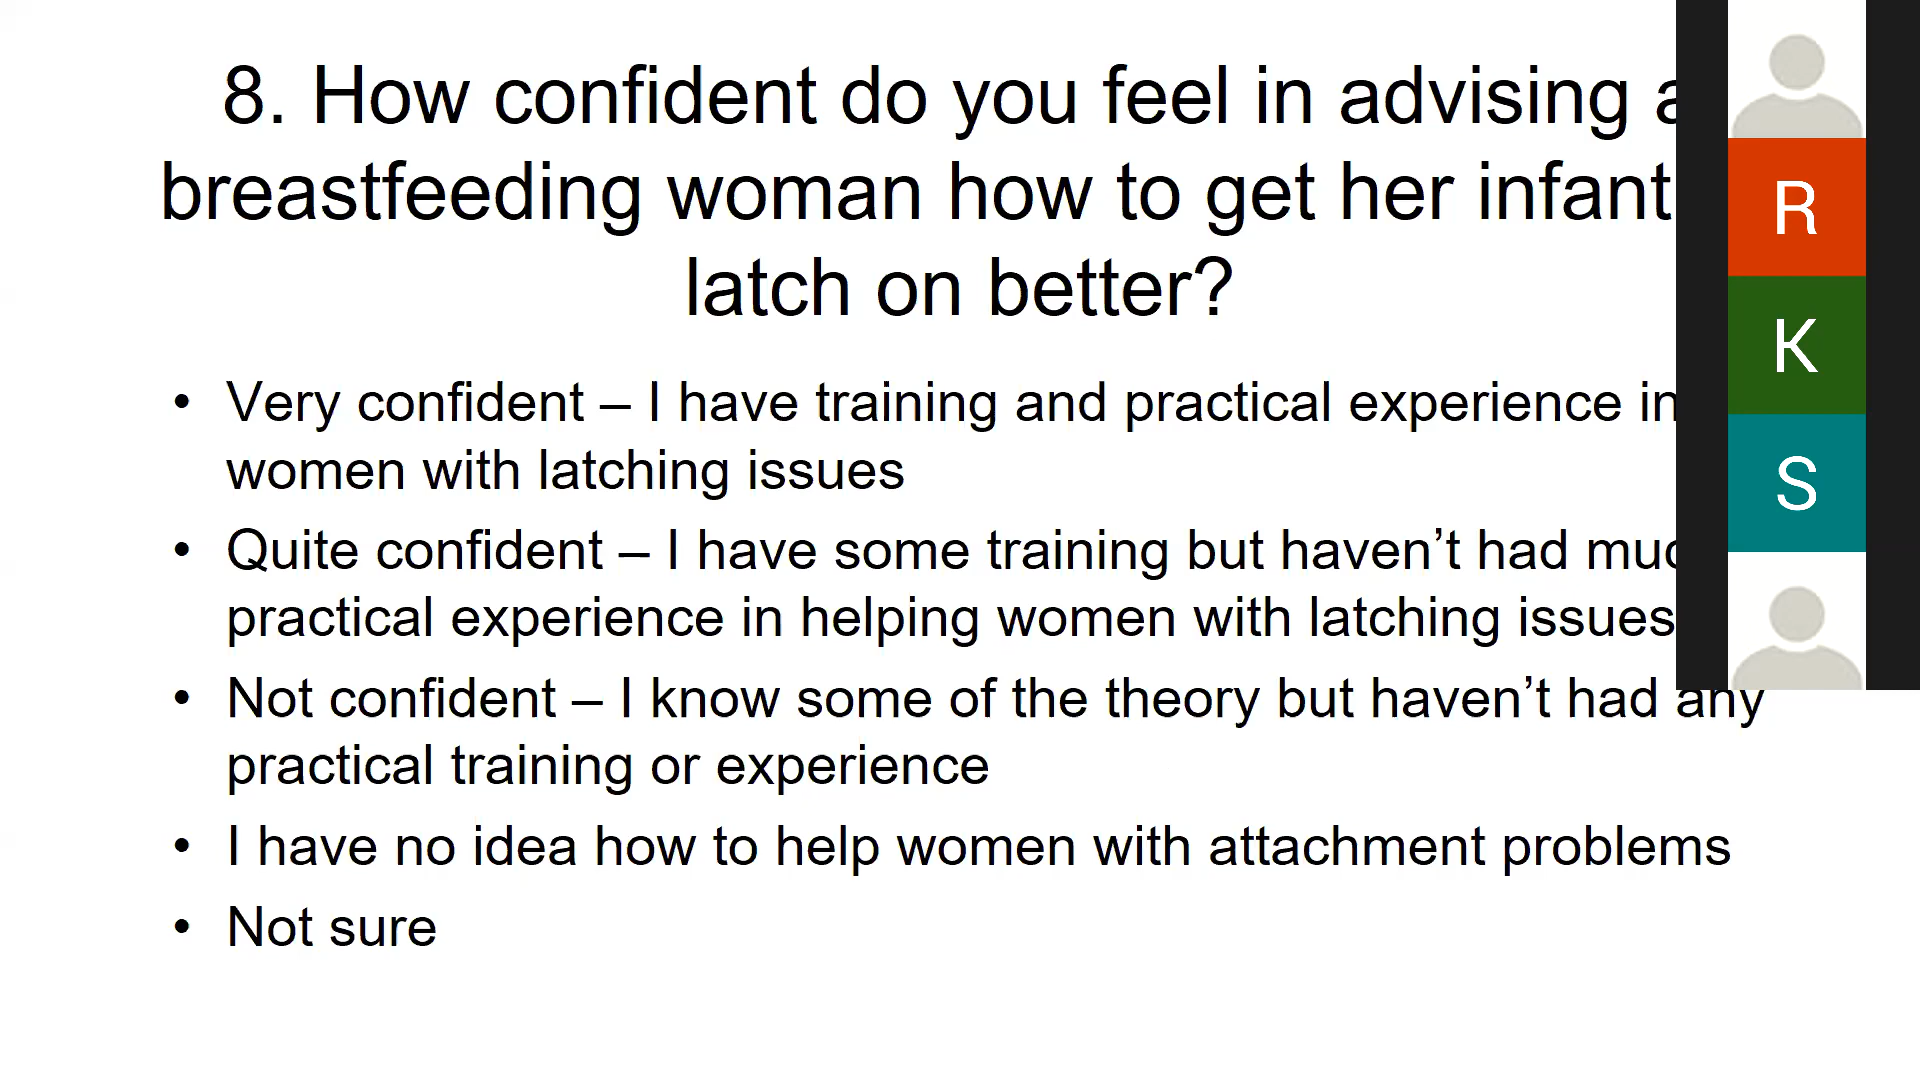 8. How confident do you feel in advising a
breastfeeding woman how to get her infant
latch on better?
• Very confident – I have training and practical experience in
women with latching issues
• Quite confident – I have some training but haven’t had
practical experience in helping women with latching issues
• Not confident – I know some of the theory but haven’t had any
practical training or experience
• I have no idea how to help women with attachment problems
• Not sure
R
K
S